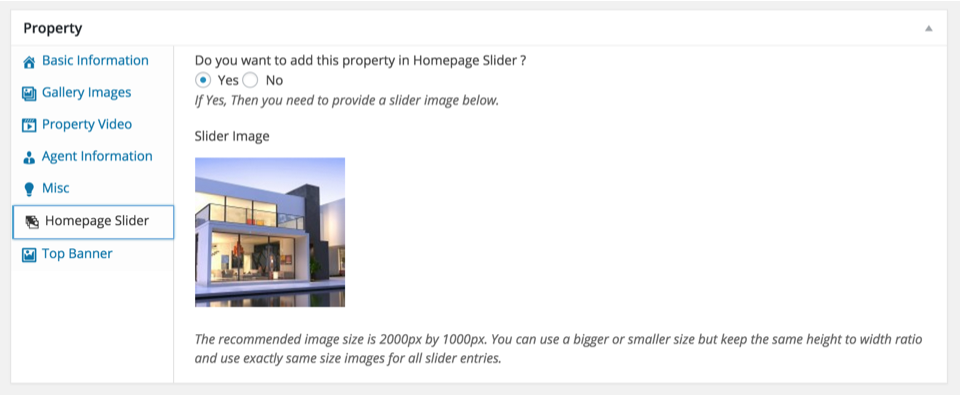 Property
Basic Information
Gallery Images
Property Video
Agent Information
Misc
Homepage Slider
Top Banner
Do you want to add this property in Homepage Slider ?
Yes No
If Yes, Then you need to provide a slider image below.
Slider Image
The recommended image size is 2000px by 1000px. You can use a bigger or smaller size but keep the same height to width ratio
and use exactly same size images for all slider entries.